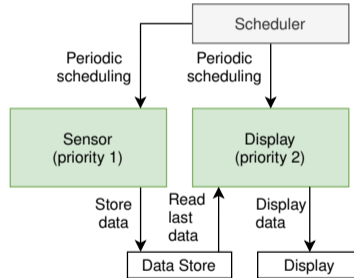 Scheduler
Periodic
scheduling
Periodic
scheduling
Sensor
(priority 1)
Display
(priority 2)
Store
data
Read
last
data
Display
data
Data Store
Display